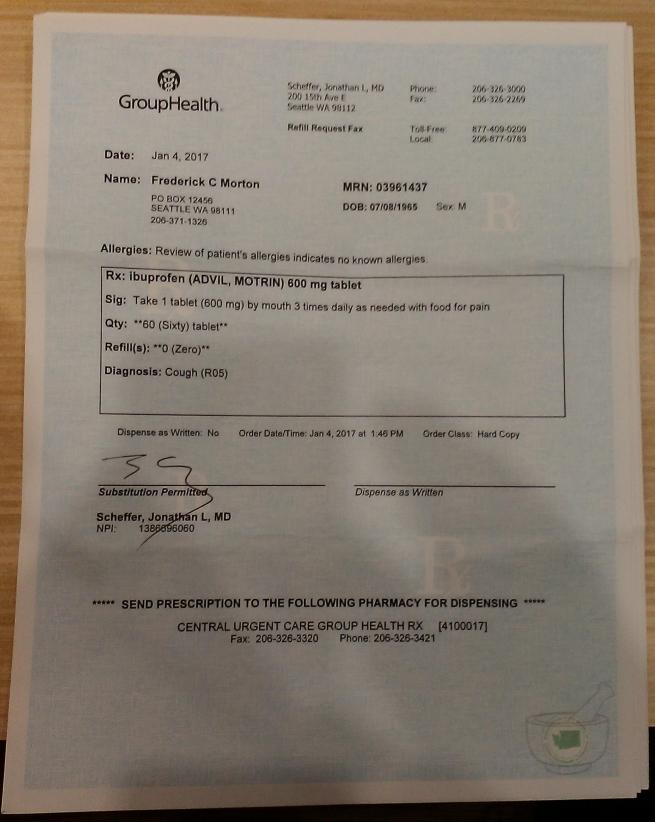 GroupHealth
Scheffer, Jonathan L, MD
200 15th Ave E
Seattle WA 98112
Phone: 206-326-3000
Fax: 206-326-2269
Refill Request Fax
Toll-Free: 877-409-0209
Local: 206-877-0763
Date: Jan 4, 2017
Name: Frederick C Morton
PO BOX 12456
SEATTLE WA 98111
206-371-1326
MRN: 03961437
DOB: 07/08/1965 Sex: M
Rx
Allergies: Review of patient's allergies indicates no known allergies.
Rx: ibuprofen (ADVIL, MOTRIN) 600 mg tablet
Sig: Take 1 tablet (600 mg) by mouth 3 times daily as needed with food for pain
Qty: **60 (Sixty) tablet**
Refill(s): **0 (Zero)**
Diagnosis: Cough (R05)
Dispense as Written: No Order Date/Time: Jan 4, 2017 at 1:46 PM Order Class: Hard Copy
Substitution Permitted
Dispense as Written
Scheffer, Jonathan L, MD
NPI: 1386696060
Rx
***** SEND PRESCRIPTION TO THE FOLLOWING PHARMACY FOR DISPENSING *****
CENTRAL URGENT CARE GROUP HEALTH RX [4100017]
Fax: 206-326-3320 Phone: 206-326-3421